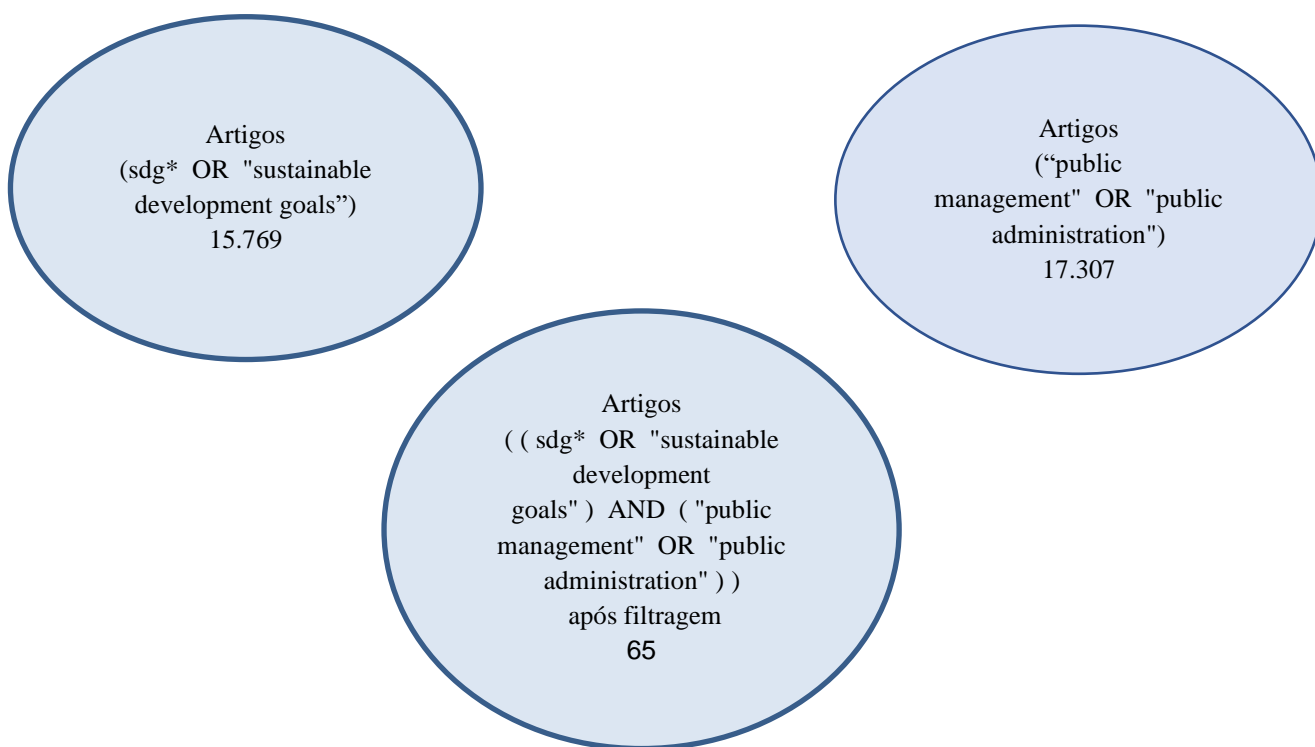 Artigos
(sdg* OR "sustainable
development goals”)
15.769
Artigos
(“public
management" OR "public
administration")
17.307
Artigos
( ( sdg* OR "sustainable
development
goals" ) AND ( "public
management" OR "public
administration" ) )
após filtragem
65